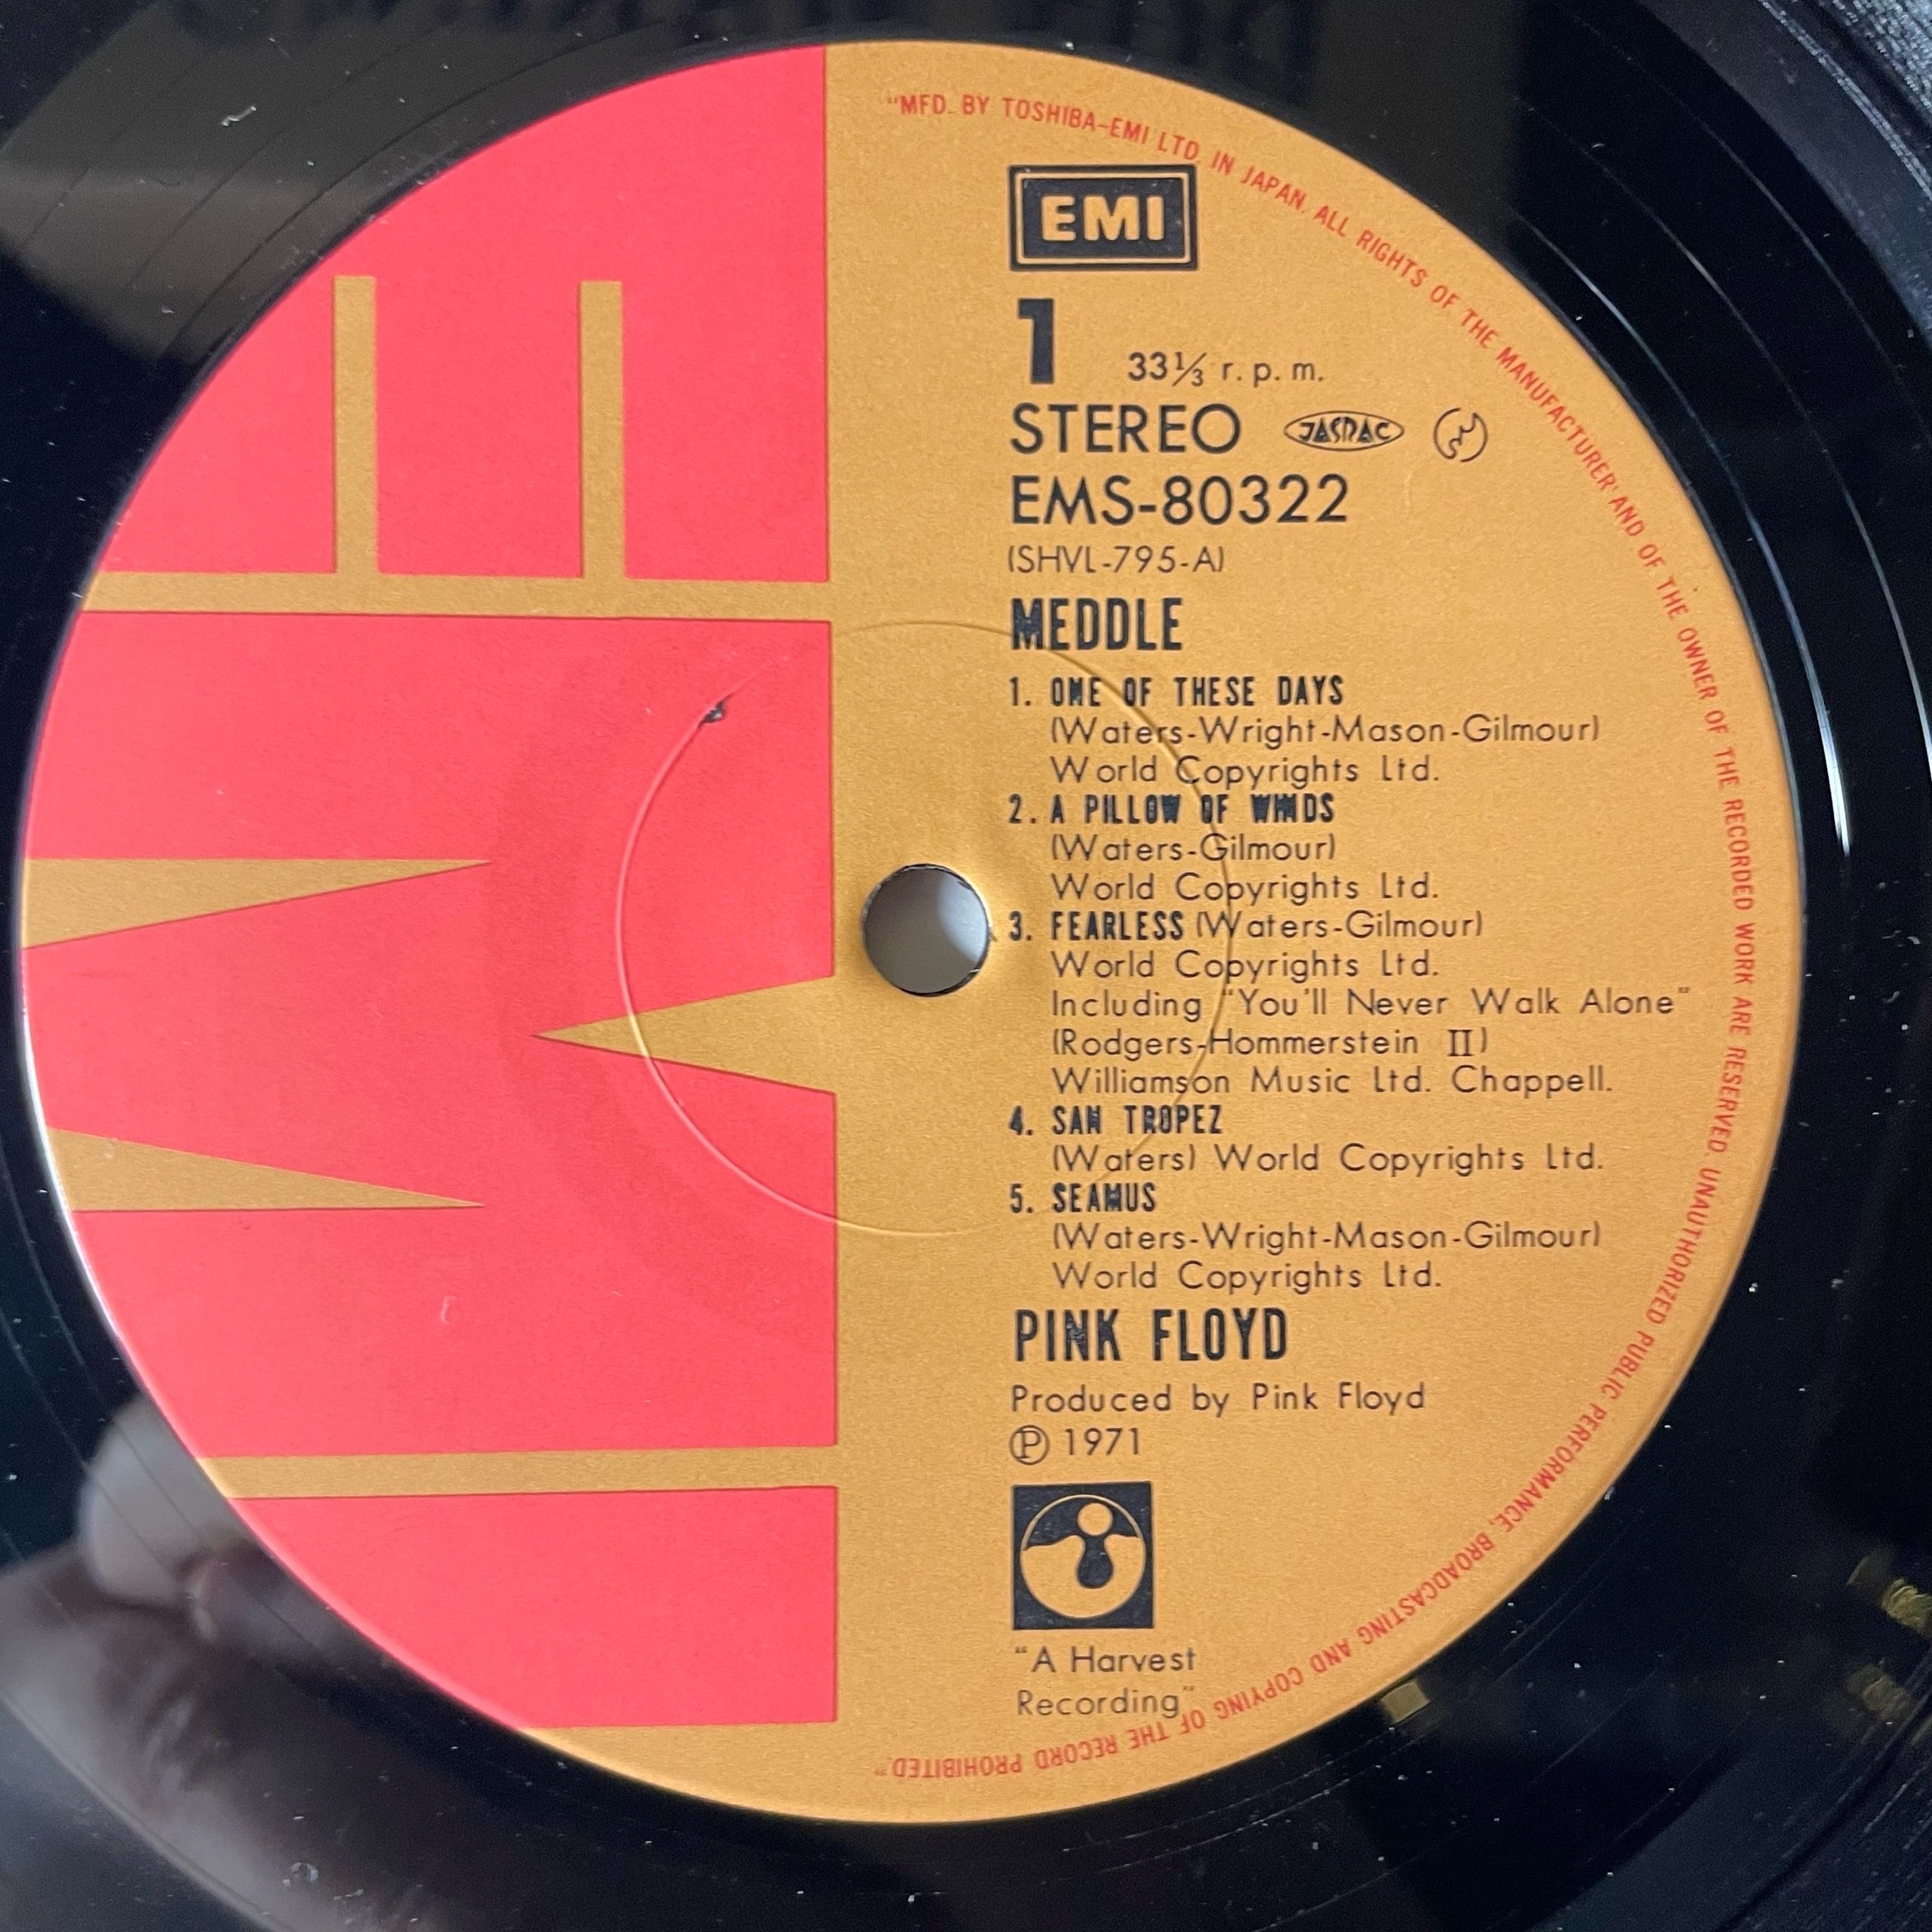 "MFD. BY TOSHIBA-EMI LTD. IN JAPAN. ALL RIGHTS OF THE MANUFACTURER AND OF THE OWNER OF THE RECORDED WORK ARE RESERVED. UNAUTHORIZED PUBLIC PERFORMANCE, BROADCASTING AND COPYING OF THE RECORD PROHIBITED."
EMI
EMI
1 33⅓ r.p.m.
STEREO JASRAC
EMS-80322
(SHVL-795-A)
MEDDLE
1. ONE OF THESE DAYS
(Waters-Wright-Mason-Gilmour)
World Copyrights Ltd.
2. A PILLOW OF WINDS
(Waters-Gilmour)
World Copyrights Ltd.
3. FEARLESS (Waters-Gilmour)
World Copyrights Ltd.
Including "You'll Never Walk Alone"
(Rodgers-Hommerstein II)
Williamson Music Ltd. Chappell.
4. SAN TROPEZ
(Waters) World Copyrights Ltd.
5. SEAMUS
(Waters-Wright-Mason-Gilmour)
World Copyrights Ltd.
PINK FLOYD
Produced by Pink Floyd
℗ 1971
"A Harvest
Recording"